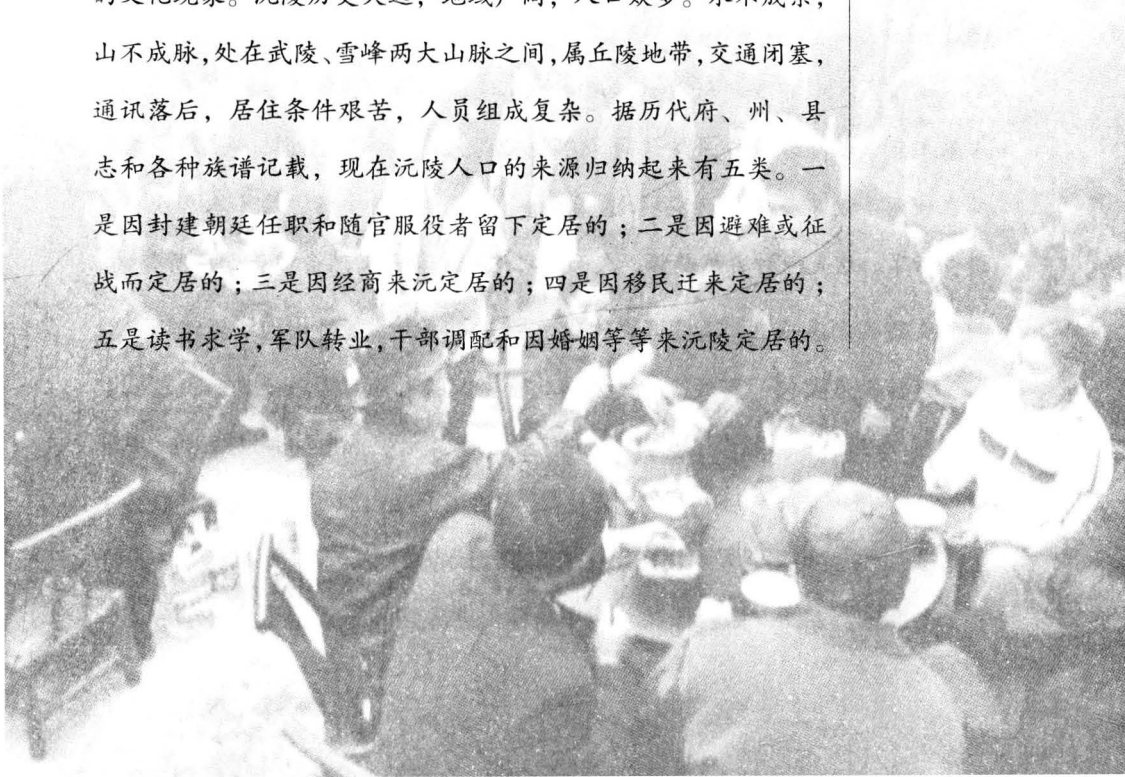 山不成脉，处在武陵、雪峰两大山脉之间，属丘陵地带，交通闭塞，
通讯落后，居住条件艰苦，人员组成复杂。据历代府、州、县
志和各种族谱记载，现在沅陵人口的来源归纳起来有五类。一
是因封建朝廷任职和随官服役者留下定居的；二是因避难或征
战而定居的；三是因经商来沅定居的；四是因移民迁来定居的；
五是读书求学，军队转业，干部调配和因婚姻等等来沅陵定居的。